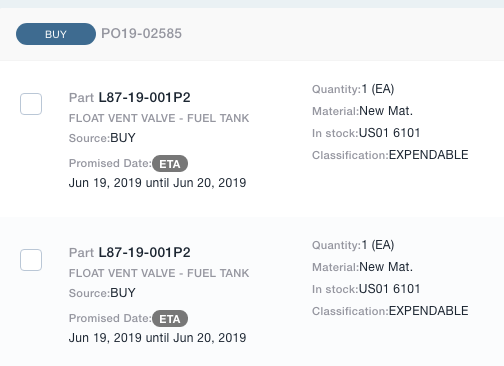 BUY PO19-02585
Part L87-19-001P2
FLOAT VENT VALVE - FUEL TANK
Source:BUY
Promised Date: ETA
Jun 19, 2019 until Jun 20, 2019
Quantity:1 (EA)
Material:New Mat.
In stock:US01 6101
Classification:EXPENDABLE
Part L87-19-001P2
FLOAT VENT VALVE - FUEL TANK
Source:BUY
Promised Date: ETA
Jun 19, 2019 until Jun 20, 2019
Quantity:1 (EA)
Material:New Mat.
In stock:US01 6101
Classification:EXPENDABLE